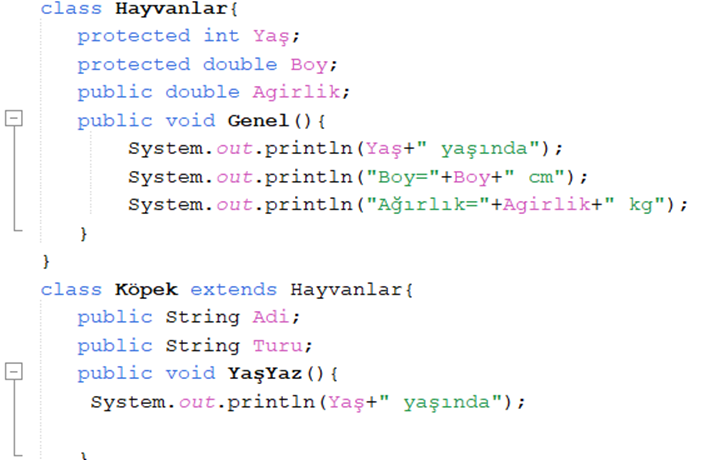 class Hayvanlar{
protected int Yaş;
protected double Boy;
public double Agirlik;
public void Genel(){
System.out.println(Yaş+" yaşında");
System.out.println("Boy="+Boy+" cm");
System.out.println("Ağırlık="+Agirlik+" kg");
}
}
class Köpek extends Hayvanlar{
public String Adi;
public String Turu;
public void YaşYaz(){
System.out.println(Yaş+" yaşında");
}